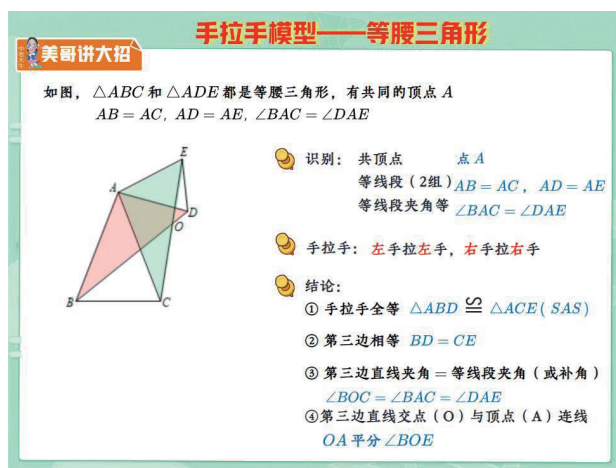 手拉手模型——等腰三角形
美哥讲大招
如图，△ABC和△ADE都是等腰三角形，有共同的顶点A
AB=AC, AD=AE, ∠BAC=∠DAE
E
A
D
O
B
C
识别： 共顶点 点A
等线段（2组）AB=AC，AD=AE
等线段夹角等 ∠BAC=∠DAE
手拉手：左手拉左手，右手拉右手
结论：
① 手拉手全等 △ABD≌△ACE(SAS)
② 第三边相等 BD=CE
③ 第三边直线夹角=等线段夹角（或补角）
∠BOC=∠BAC=∠DAE
④第三边直线交点（O）与顶点（A）连线
OA平分∠BOE